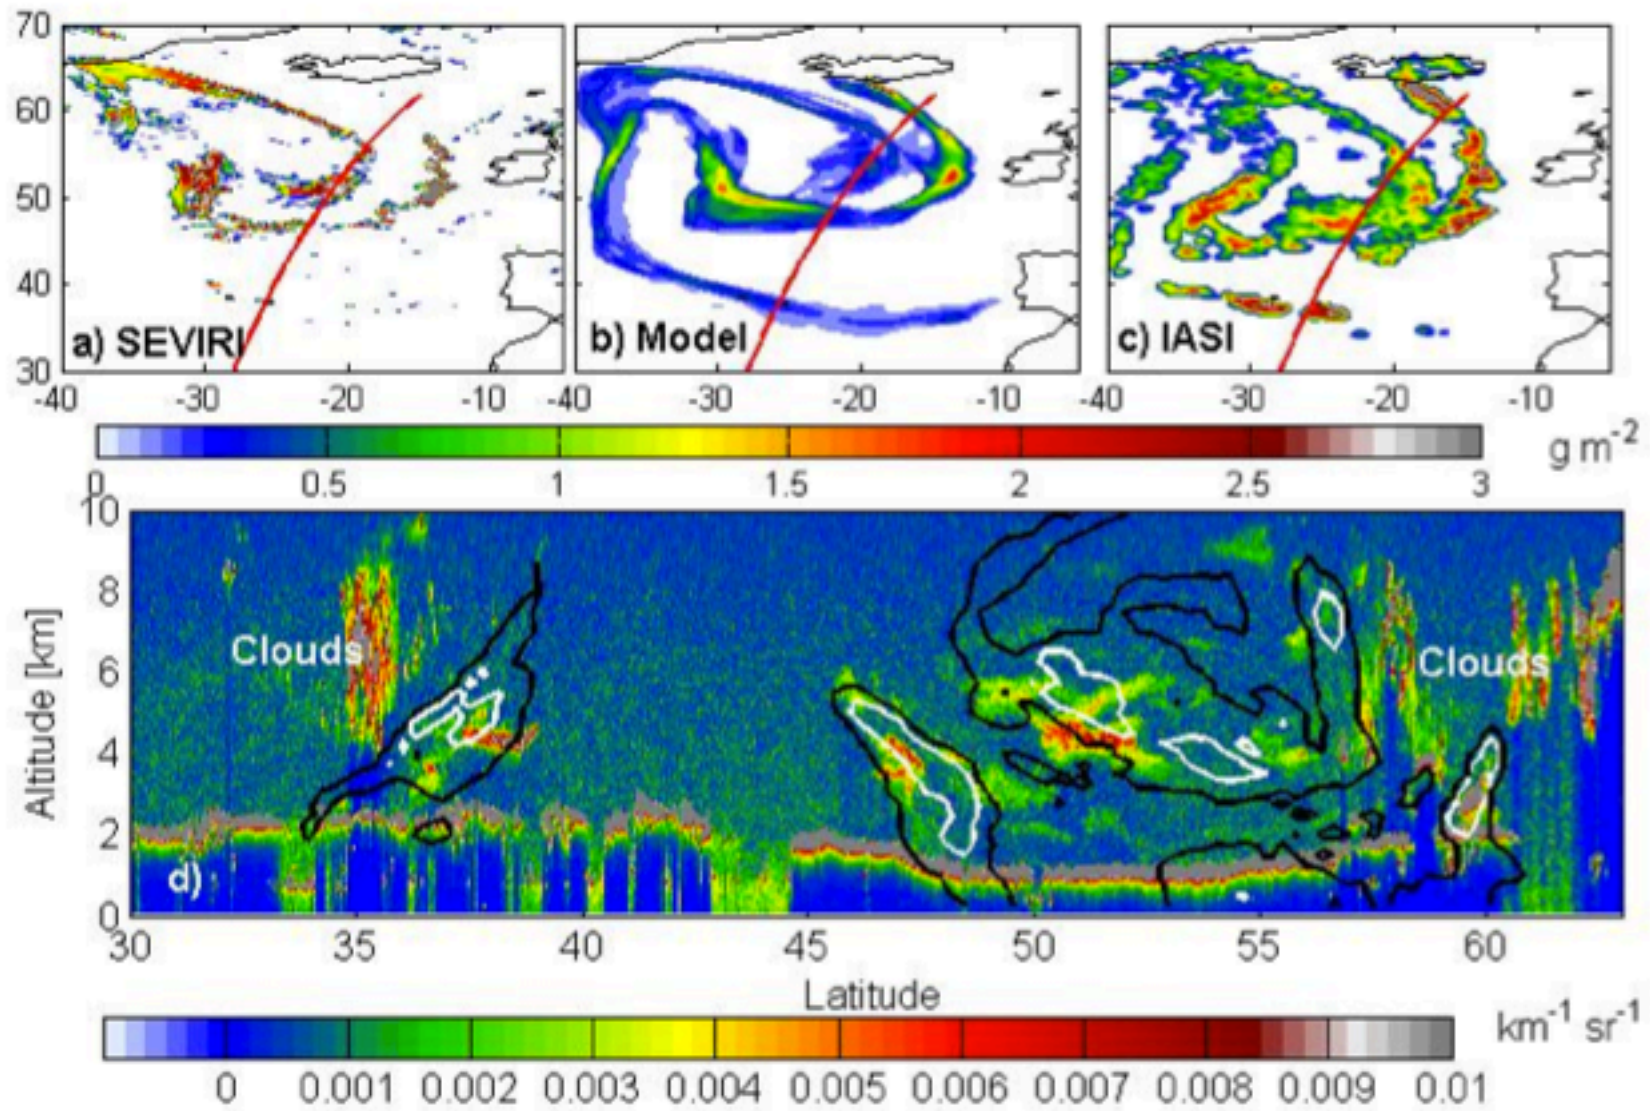 70
60
50
40
30
a) SEVIRI
b) Model
c) IASI
-40 -30 -20 -10 -40 -30 -20 -10 -40 -30 -20 -10
g m-2
0 0.5 1 1.5 2 2.5 3
10
8
6
4
2
0
Altitude [km]
Clouds
Clouds
d)
30 35 40 45 50 55 60
Latitude
km-1 sr-1
0 0.001 0.002 0.003 0.004 0.005 0.006 0.007 0.008 0.009 0.01